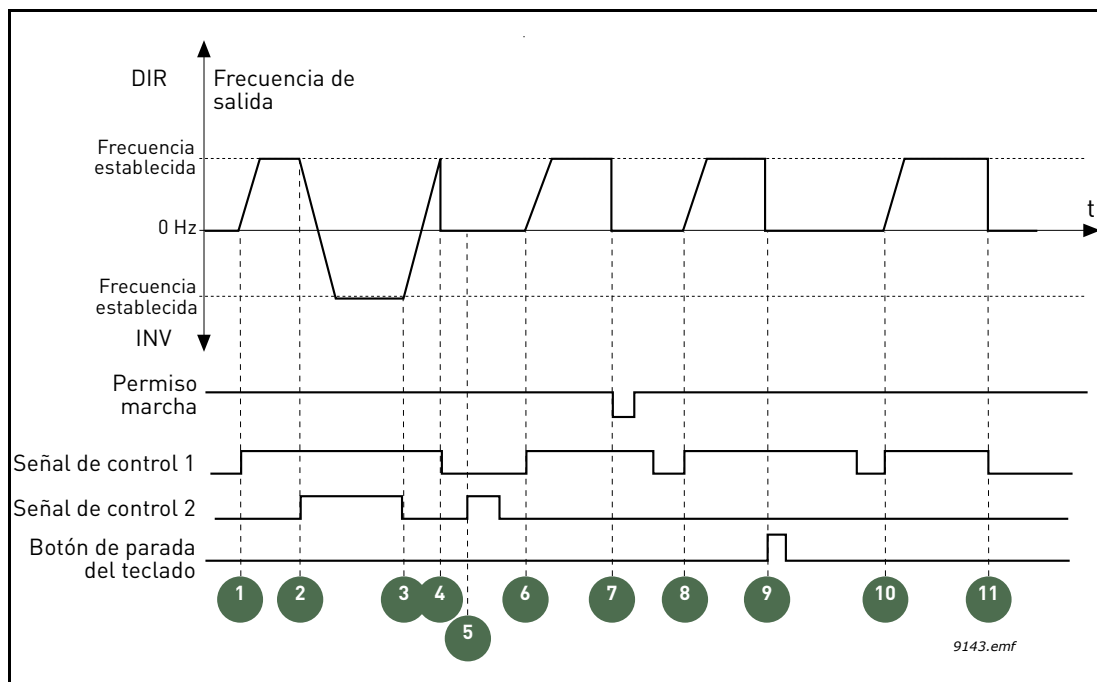 DIR
Frecuencia de
salida
Frecuencia
establecida
0 Hz
t
Frecuencia
establecida
INV
Permiso
marcha
Señal de control 1
Señal de control 2
Botón de parada
del teclado
1
2
3
4
5
6
7
8
9
10
11
9143.emf